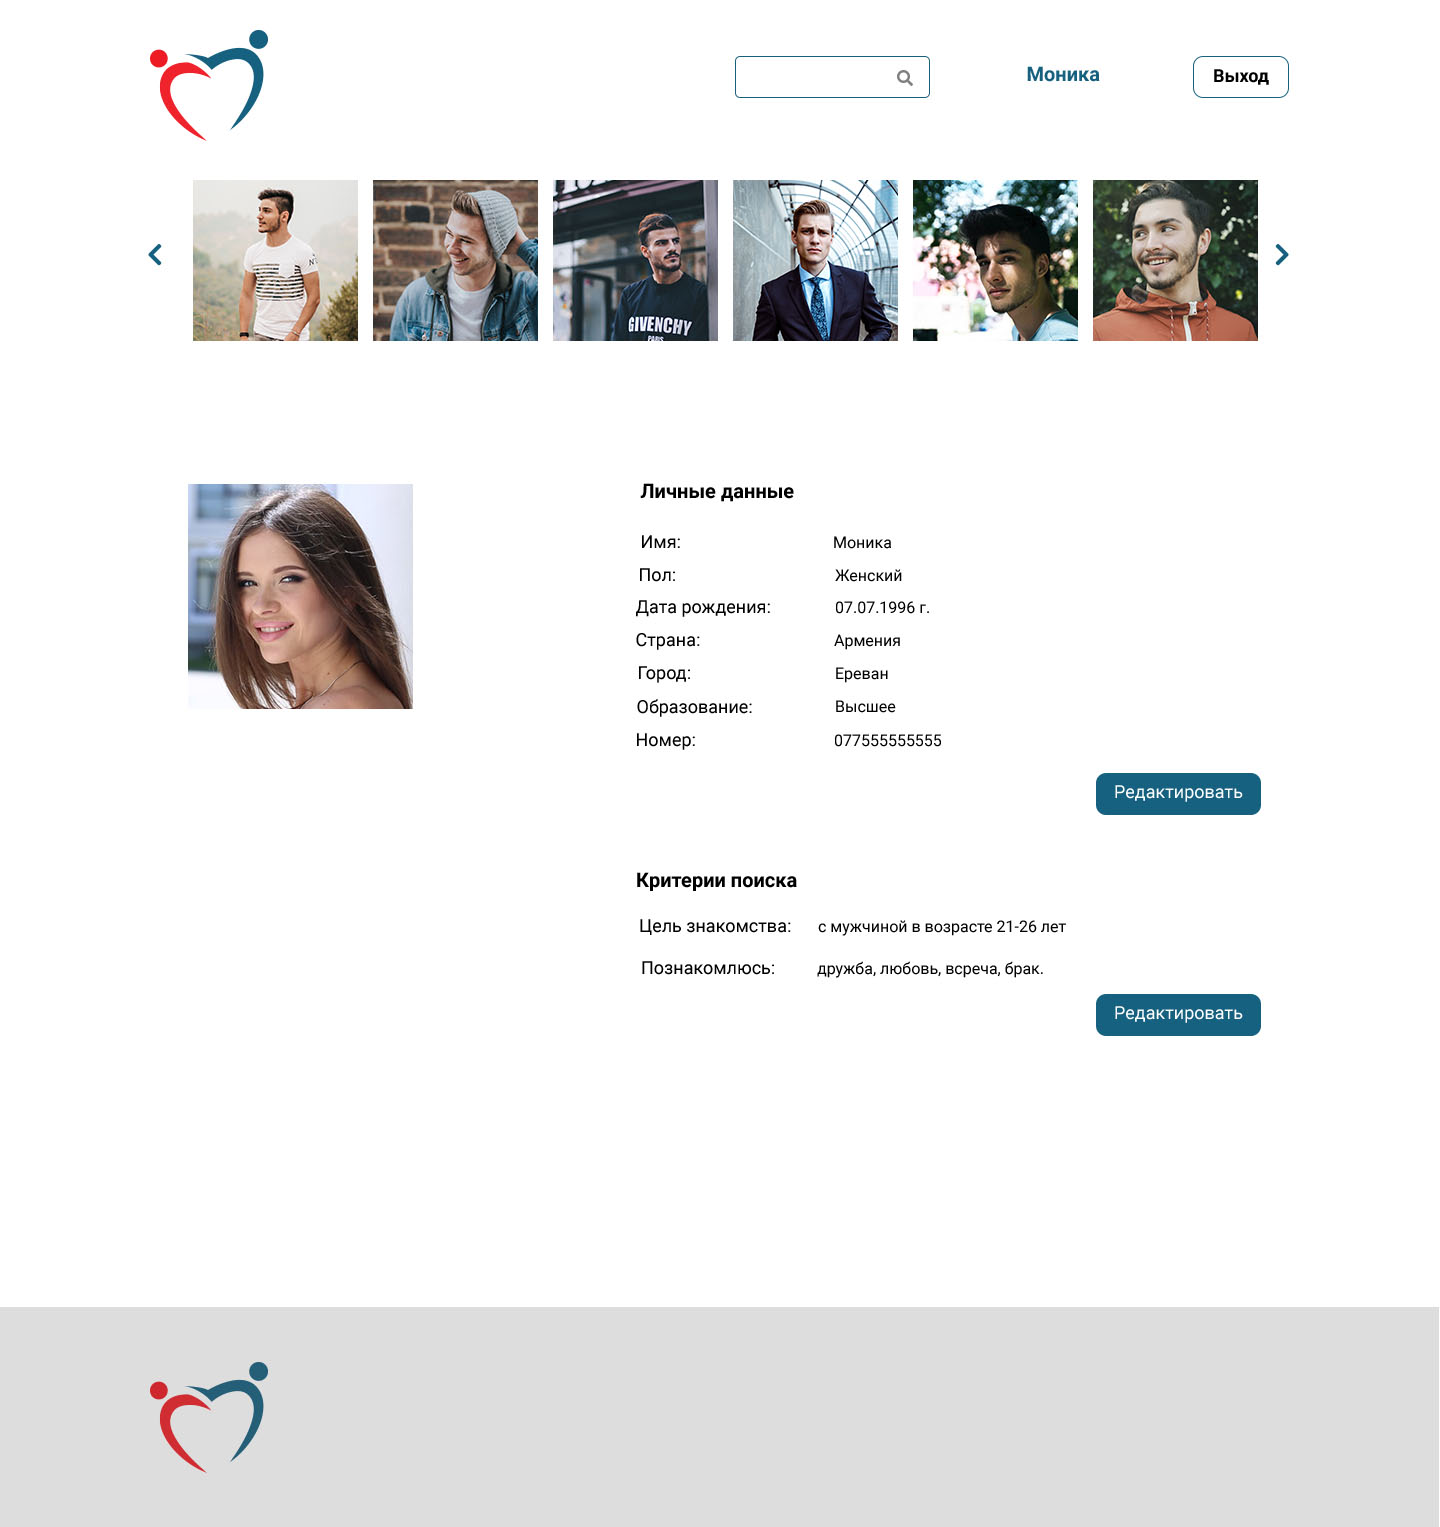 Моника
Выход
GIVENCHY
PARIS
Личные данные
Имя: Моника
Пол: Женский
Дата рождения: 07.07.1996 г.
Страна: Армения
Город: Ереван
Образование: Высшее
Номер: 077555555555
Редактировать
Критерии поиска
Цель знакомства: с мужчиной в возрасте 21-26 лет
Познакомлюсь: дружба, любовь, всреча, брак.
Редактировать